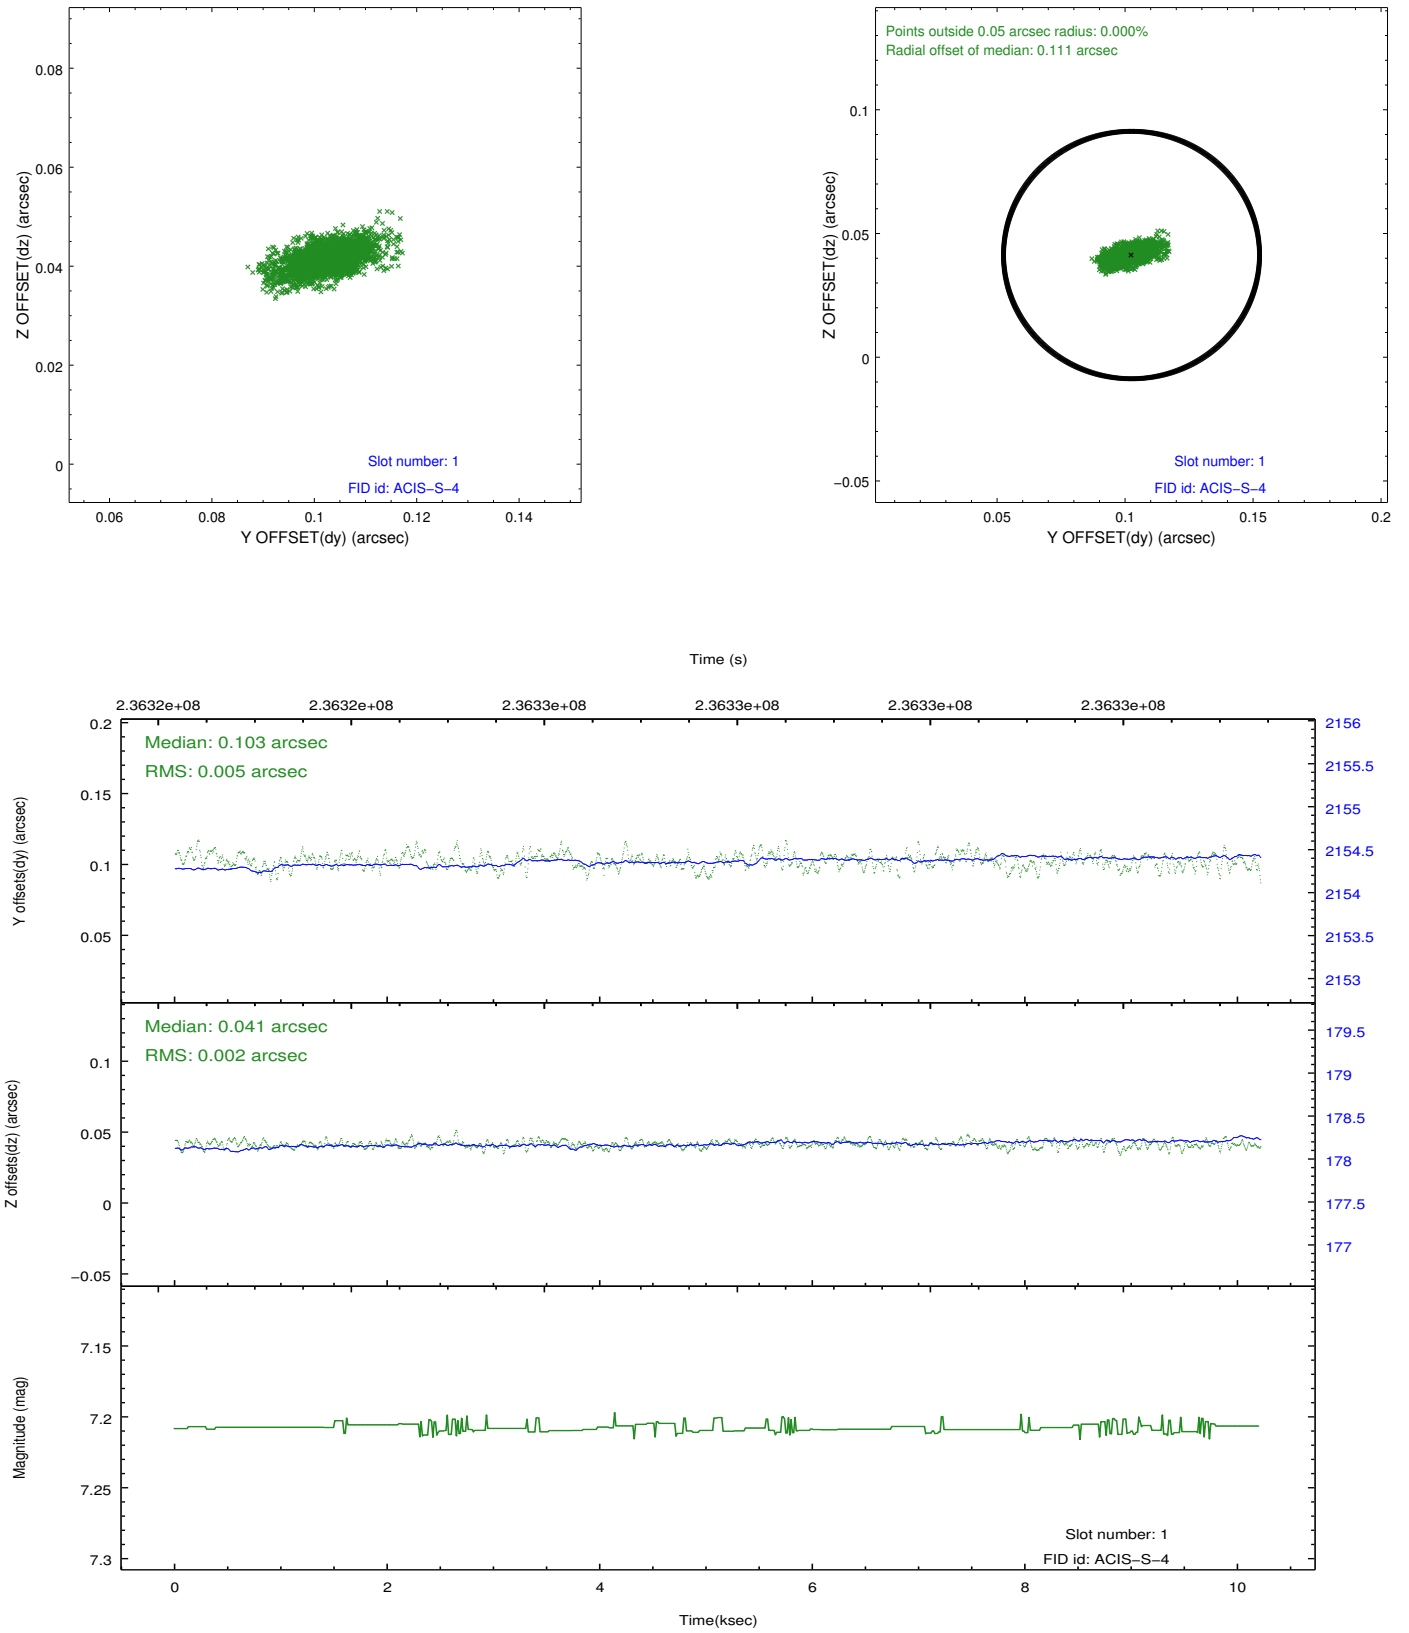 0.08
0.06
0.04
0.02
0
0.06
0.08
0.1
0.12
0.14
Z OFFSET(dz) (arcsec)
Y OFFSET(dy) (arcsec)
Slot number: 1
FID id: ACIS−S−4
Points outside 0.05 arcsec radius: 0.000%
Radial offset of median: 0.111 arcsec
0.1
0.05
0
−0.05
0.05
0.1
0.15
0.2
Z OFFSET(dz) (arcsec)
Y OFFSET(dy) (arcsec)
Slot number: 1
FID id: ACIS−S−4
Time (s)
2.3632e+08
2.3632e+08
2.3633e+08
2.3633e+08
2.3633e+08
2.3633e+08
Median: 0.103 arcsec
RMS: 0.005 arcsec
Y offsets(dy) (arcsec)
0.2
0.15
0.1
0.05
2156
2155.5
2155
2154.5
2154
2153.5
2153
Median: 0.041 arcsec
RMS: 0.002 arcsec
Z offsets(dz) (arcsec)
0.1
0.05
0
−0.05
179.5
179
178.5
178
177.5
177
Magnitude (mag)
7.15
7.2
7.25
7.3
Slot number: 1
FID id: ACIS−S−4
0
2
4
6
8
10
Time(ksec)